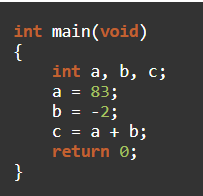 int main(void)
{
    int a, b, c;
    a = 83;
    b = -2;
    c = a + b;
    return 0;
}